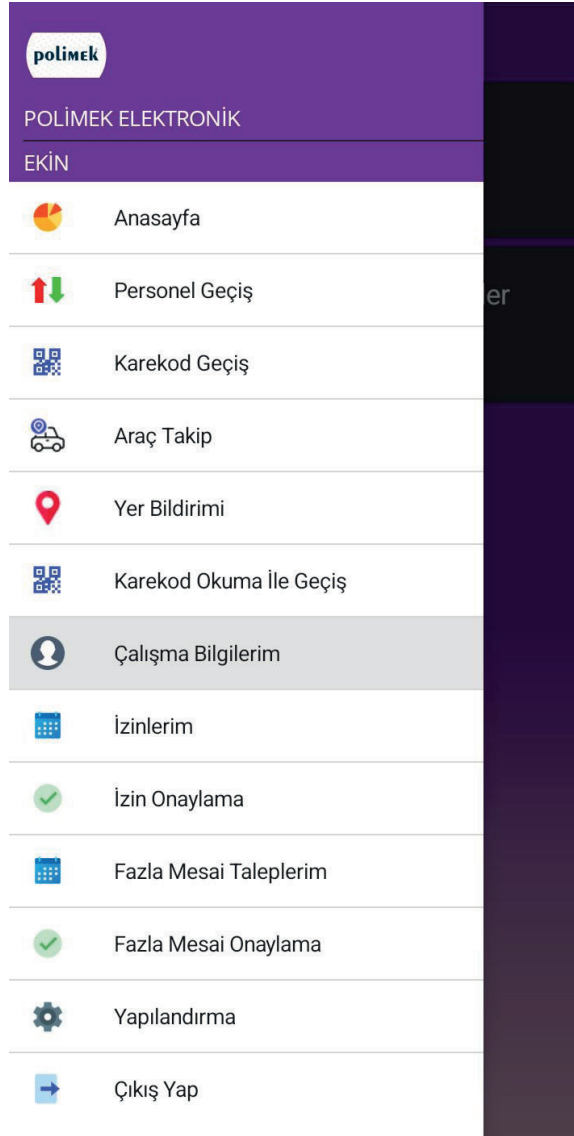 polimek
POLİMEK ELEKTRONİK
EKİN
Anasayfa
Personel Geçiş
er
Karekod Geçiş
Araç Takip
Yer Bildirimi
Karekod Okuma İle Geçiş
Çalışma Bilgilerim
İzinlerim
İzin Onaylama
Fazla Mesai Taleplerim
Fazla Mesai Onaylama
Yapılandırma
Çıkış Yap